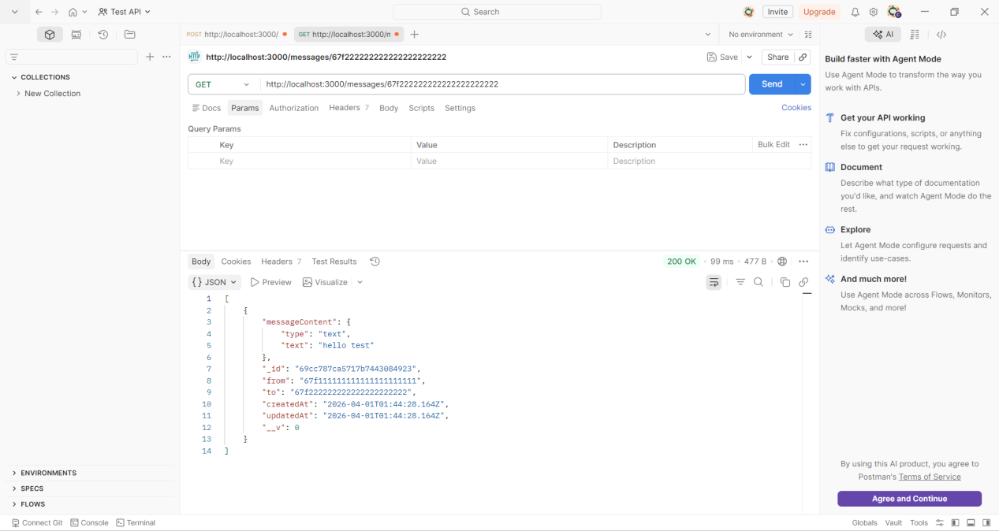 Test API
Search
Invite
Upgrade
POST http://localhost:3000/
GET http://localhost:3000/n
No environment
AI
COLLECTIONS
New Collection
HTTP http://localhost:3000/messages/67f222222222222222222222
Save
Share
GET
http://localhost:3000/messages/67f222222222222222222222
Send
Docs Params Authorization Headers 7 Body Scripts Settings
Cookies
Query Params
Key Value Description Bulk Edit
Key Value Description
Body Cookies Headers 7 Test Results
200 OK • 99 ms • 477 B
{} JSON Preview Visualize
1 [
2 {
3 "messageContent": {
4 "type": "text",
5 "text": "hello test"
6 },
7 "_id": "69cc787ca5717b7443084923",
8 "from": "67f111111111111111111111",
9 "to": "67f222222222222222222222",
10 "createdAt": "2026-04-01T01:44:28.164Z",
11 "updatedAt": "2026-04-01T01:44:28.164Z",
12 "__v": 0
13 }
14 ]
Build faster with Agent Mode
Use Agent Mode to transform the way you
work with APIs.
Get your API working
Fix configurations, scripts, or anything
else to get your request working.
Document
Describe what type of documentation
you'd like, and watch Agent Mode do the
rest.
Explore
Let Agent Mode configure requests and
identify use-cases.
And much more!
Use Agent Mode across Flows, Monitors,
Mocks, and more!
By using this AI product, you agree to
Postman's Terms of Service
Agree and Continue
ENVIRONMENTS
SPECS
FLOWS
Connect Git Console Terminal
Globals Vault Tools